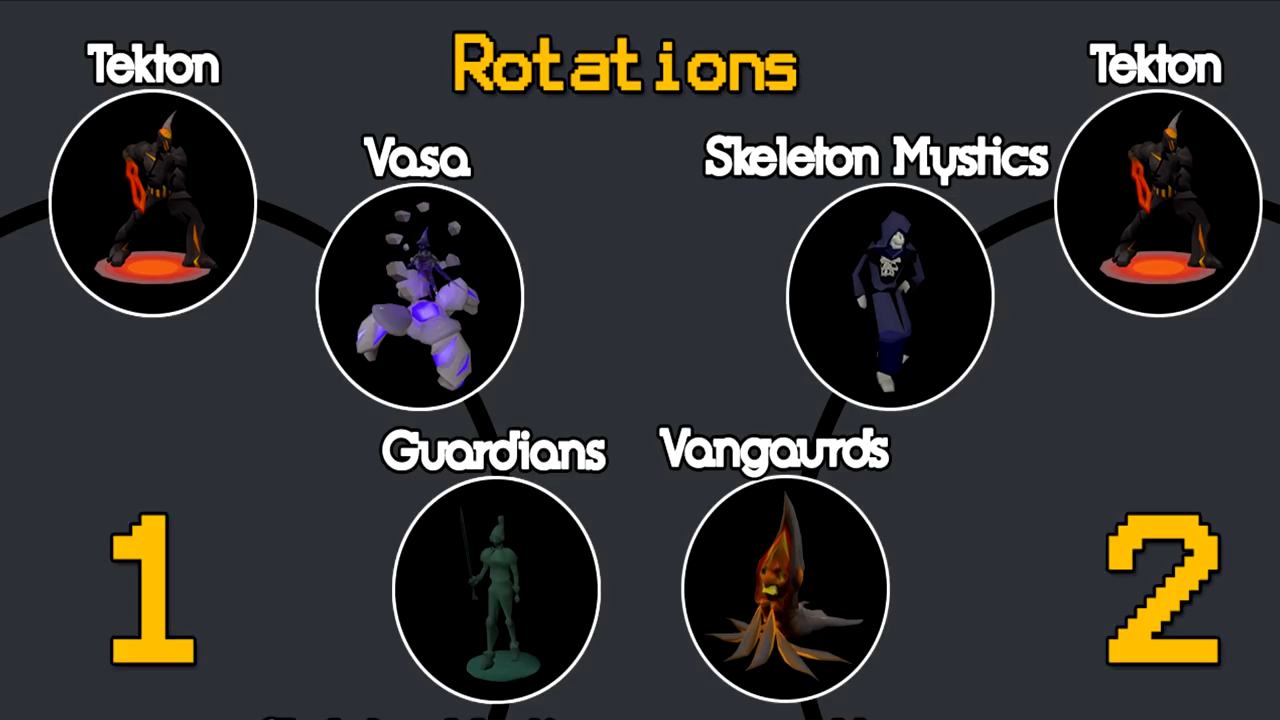 Rotations
Tekton
Vasa
Guardians
1
Tekton
Skeleton Mystics
Vangaurds
2